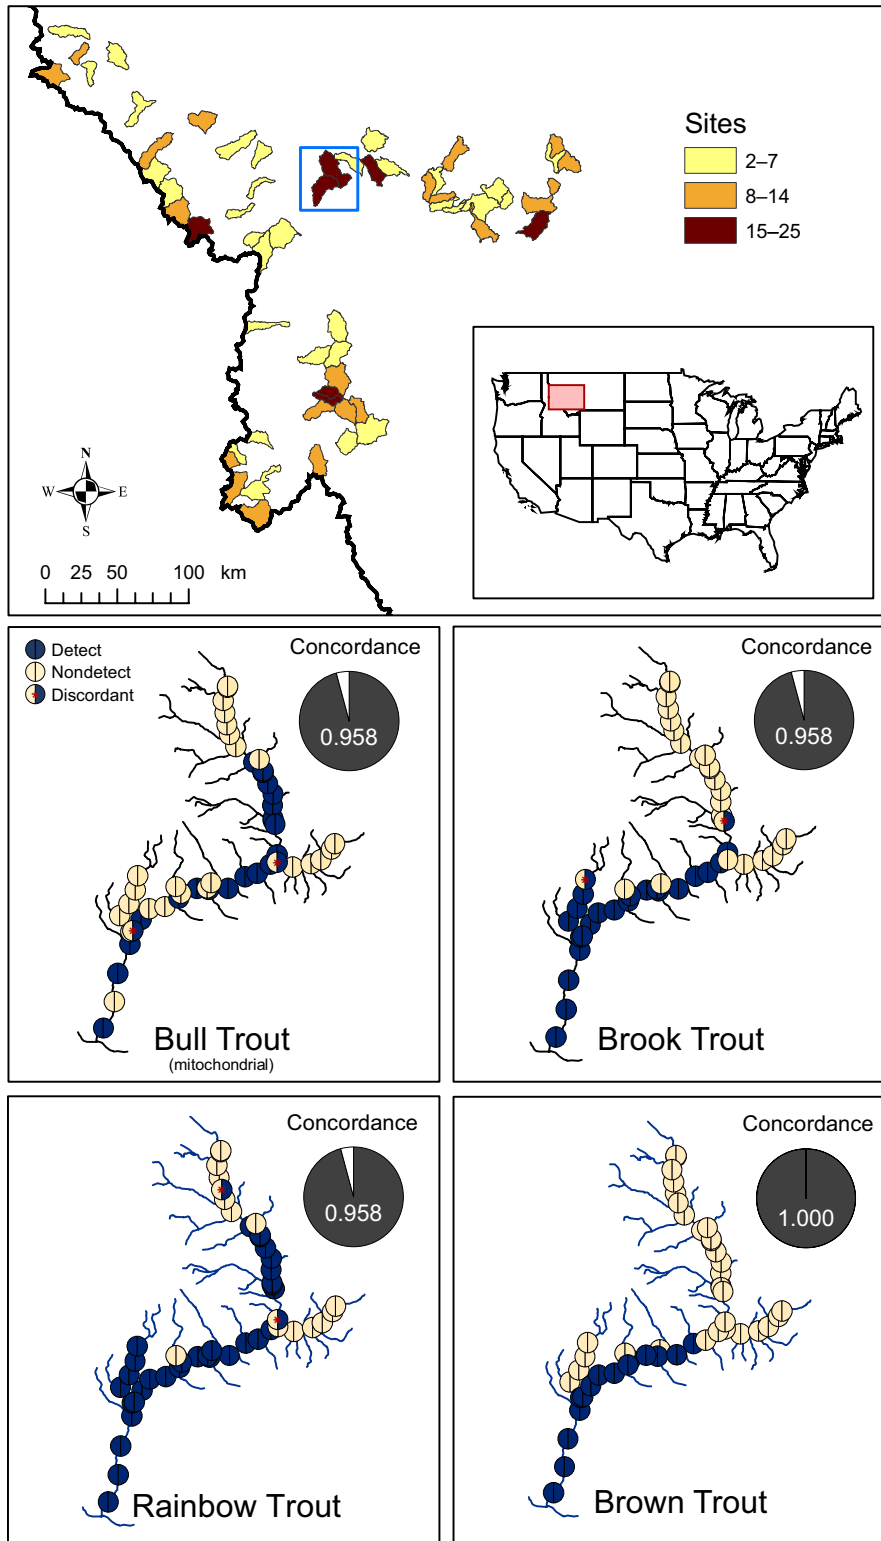 Sites
2–7
8–14
15–25
N
W E
S
0 25 50 100 km
Detect
Nondetect
Discordant
Concordance
0.958
Bull Trout
(mitochondrial)
Concordance
0.958
Brook Trout
Concordance
0.958
Rainbow Trout
Concordance
1.000
Brown Trout